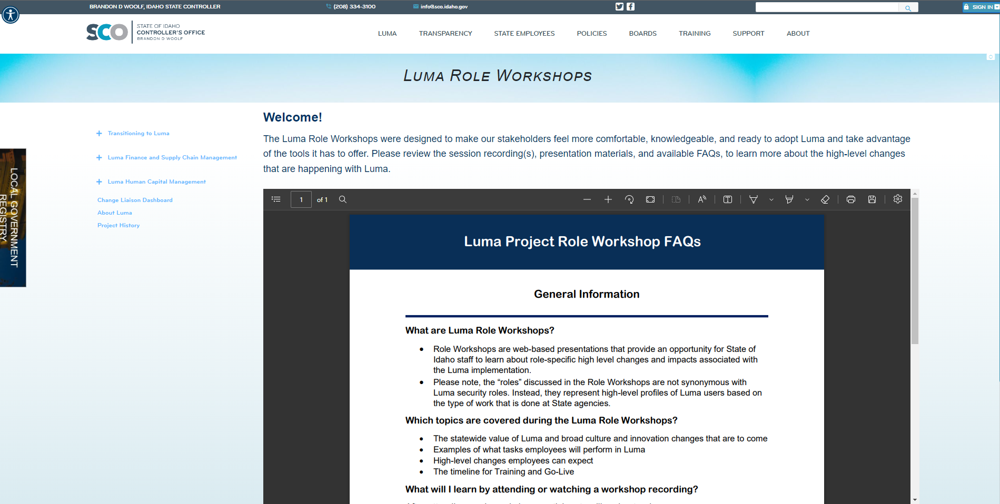 BRANDON D WOOLF, IDAHO STATE CONTROLLER
(208) 334-3100
info@sco.idaho.gov
SIGN IN
SCO
STATE OF IDAHO
CONTROLLER'S OFFICE
BRANDON D WOOLF
LUMA
TRANSPARENCY
STATE EMPLOYEES
POLICIES
BOARDS
TRAINING
SUPPORT
ABOUT
LUMA ROLE WORKSHOPS
LOCAL GOVERNMENT
REGISTRY
Transitioning to Luma
Luma Finance and Supply Chain Management
Luma Human Capital Management
Change Liaison Dashboard
About Luma
Project History
Welcome!
The Luma Role Workshops were designed to make our stakeholders feel more comfortable, knowledgeable, and ready to adopt Luma and take advantage
of the tools it has to offer. Please review the session recording(s), presentation materials, and available FAQs, to learn more about the high-level changes
that are happening with Luma.
1 of 1
Luma Project Role Workshop FAQs
General Information
What are Luma Role Workshops?
• Role Workshops are web-based presentations that provide an opportunity for State of
Idaho staff to learn about role-specific high level changes and impacts associated with
the Luma implementation.
• Please note, the “roles” discussed in the Role Workshops are not synonymous with
Luma security roles. Instead, they represent high-level profiles of Luma users based on
the type of work that is done at State agencies.
Which topics are covered during the Luma Role Workshops?
• The statewide value of Luma and broad culture and innovation changes that are to come
• Examples of what tasks employees will perform in Luma
• High-level changes employees can expect
• The timeline for Training and Go-Live
What will I learn by attending or watching a workshop recording?